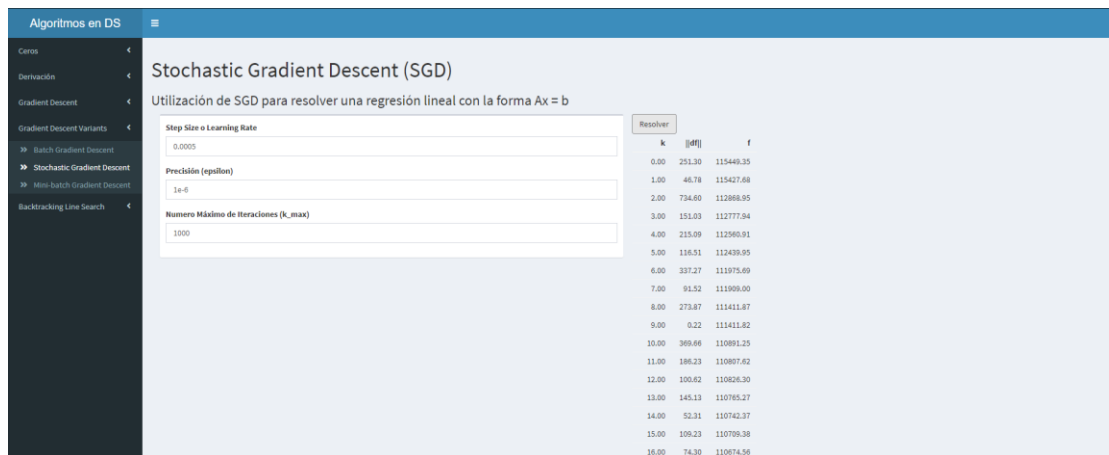 Algoritmos en DS
Ceros
Derivación
Gradient Descent
Gradient Descent Variants
Batch Gradient Descent
Stochastic Gradient Descent
Mini-batch Gradient Descent
Backtracking Line Search
Stochastic Gradient Descent (SGD)
Utilización de SGD para resolver una regresión lineal con la forma Ax = b
Step Size o Learning Rate
0.0005
Precisión (epsilon)
1e-6
Numero Máximo de Iteraciones (k_max)
1000
Resolver
k ||df|| f
0.00 251.30 115449.35
1.00 46.78 115427.68
2.00 734.60 112868.95
3.00 151.03 112777.94
4.00 215.09 112560.91
5.00 116.51 112439.95
6.00 337.27 111975.69
7.00 91.52 111909.00
8.00 273.87 111411.87
9.00 0.22 111411.82
10.00 369.66 110891.25
11.00 186.23 110807.62
12.00 100.62 110826.30
13.00 145.13 110765.27
14.00 52.31 110742.37
15.00 109.23 110709.38
16.00 74.30 110674.56